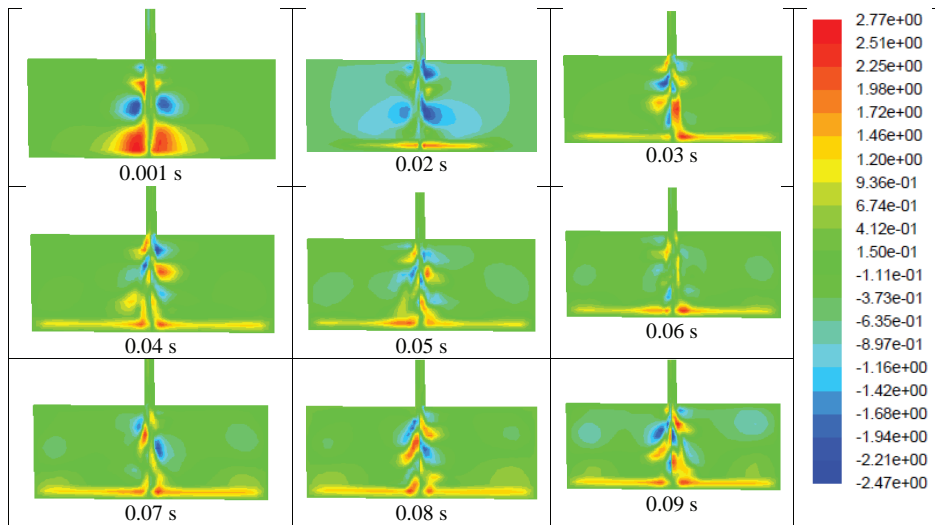 0.001 s
0.02 s
0.03 s
0.04 s
0.05 s
0.06 s
0.07 s
0.08 s
0.09 s
2.77e+00
2.51e+00
2.25e+00
1.98e+00
1.72e+00
1.46e+00
1.20e+00
9.36e-01
6.74e-01
4.12e-01
1.50e-01
-1.11e-01
-3.73e-01
-6.35e-01
-8.97e-01
-1.16e+00
-1.42e+00
-1.68e+00
-1.94e+00
-2.21e+00
-2.47e+00